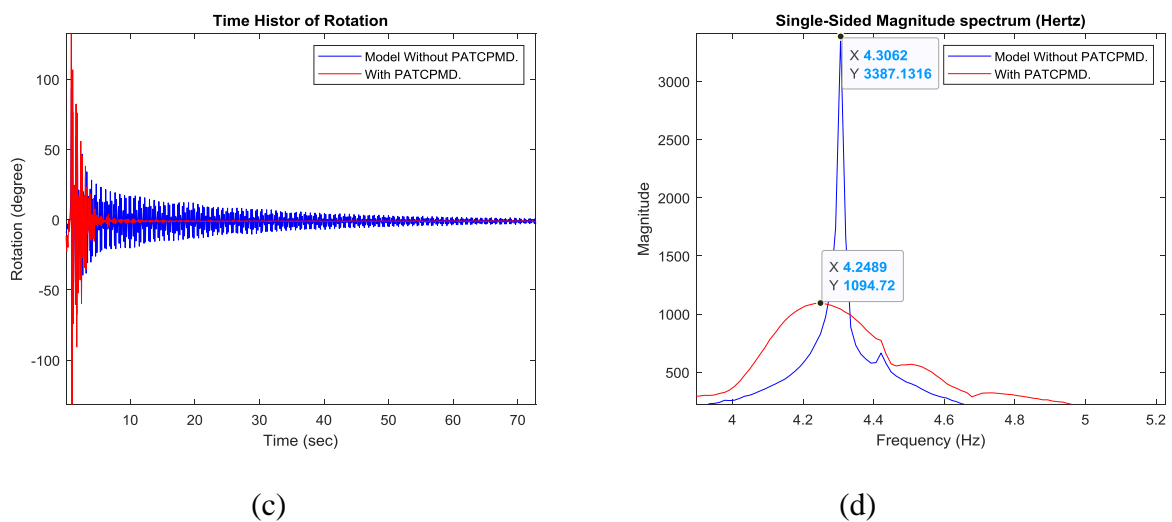 Time Histor of Rotation
Model Without PATCPMD.
With PATCPMD.
100
50
0
-50
-100
Rotation (degree)
10
20
30
40
50
60
70
Time (sec)
(c)
Single-Sided Magnitude spectrum (Hertz)
X 4.3062
Y 3387.1316
Model Without PATCPMD.
With PATCPMD.
X 4.2489
Y 1094.72
3000
2500
2000
1500
1000
500
Magnitude
4
4.2
4.4
4.6
4.8
5
5.2
Frequency (Hz)
(d)